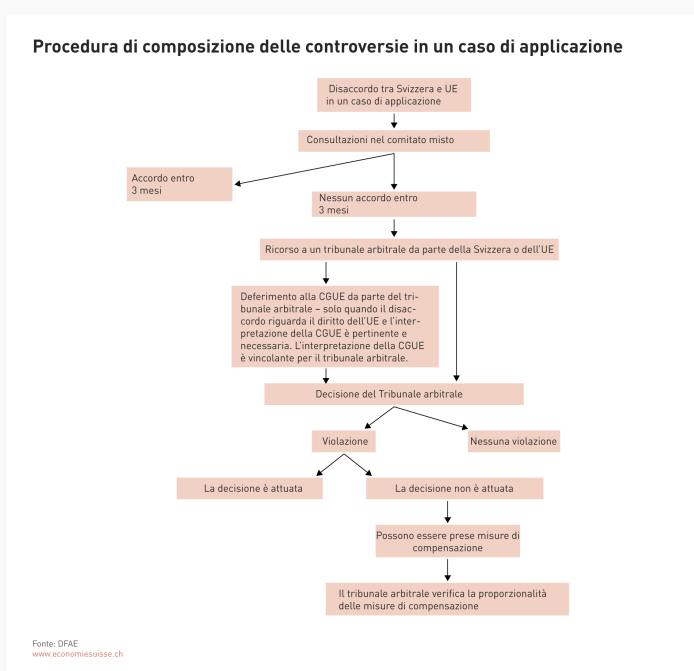 Procedura di composizione delle controversie in un caso di applicazione
Disaccordo tra Svizzera e UE
in un caso di applicazione
Consultazioni nel comitato misto
Accordo entro
3 mesi
Nessun accordo entro
3 mesi
Ricorso a un tribunale arbitrale da parte della Svizzera o dell'UE
Deferimento alla CGUE da parte del tri-
bunale arbitrale – solo quando il disac-
cordo riguarda il diritto dell'UE e l'inter-
pretazione della CGUE è pertinente e
necessaria. L'interpretazione della CGUE
è vincolante per il tribunale arbitrale.
Decisione del Tribunale arbitrale
Violazione
Nessuna violazione
La decisione è attuata
La decisione non è attuata
Possono essere prese misure di
compensazione
Il tribunale arbitrale verifica la proporzionalità
delle misure di compensazione
Fonte: DFAE
www.economiesuisse.ch